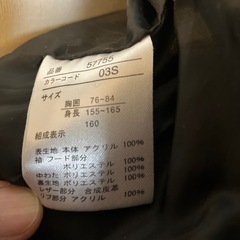 品番 57755
カラーコード 03S
サイズ
胸囲 76-84
身長 155-165
160
組成表示
表生地 本体 アクリル 100%
袖 フード部分
ポリエステル 100%
中わた ポリエステル 100%
裏生地 ポリエステル 100%
レザー部分 合成皮革
リブ部分 アクリル 100%